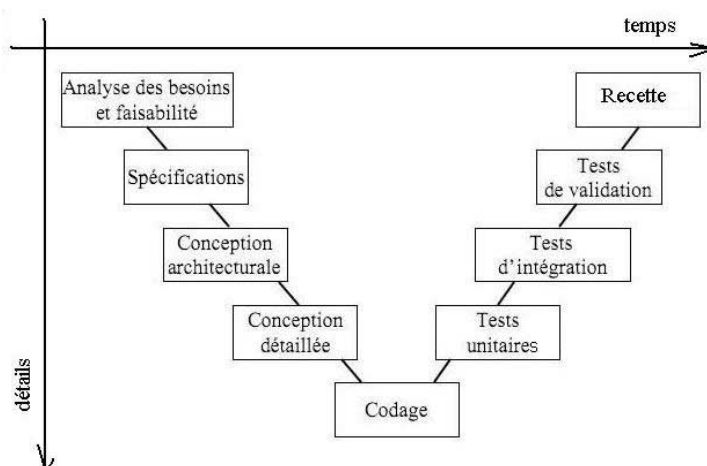 temps
Analyse des besoins
et faisabilité
Recette
Spécifications
Tests
de validation
Conception
architecturale
Tests
d'intégration
Conception
détaillée
Tests
unitaires
Codage
détails